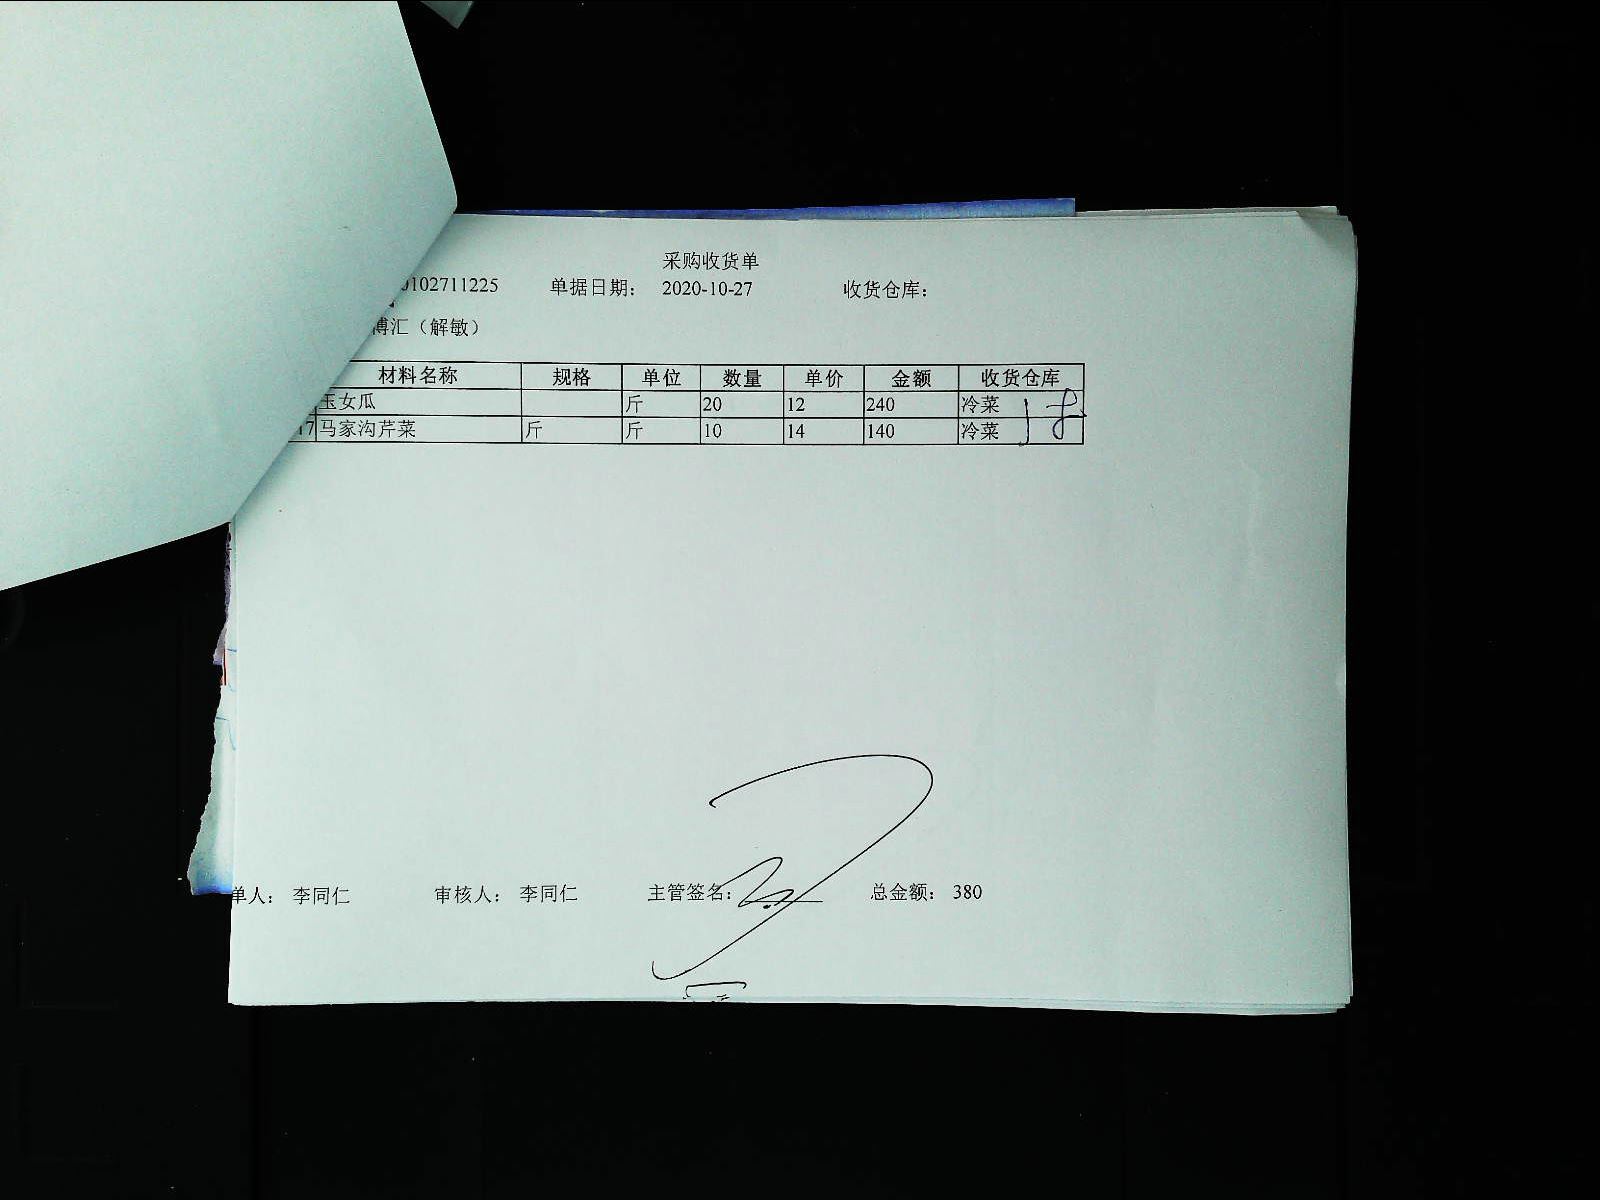 采购收货单
0102711225 单据日期： 2020-10-27 收货仓库：
博汇（解敏）
材料名称 规格 单位 数量 单价 金额 收货仓库
玉女瓜 斤 20 12 240 冷菜
17 马家沟芹菜 斤 斤 10 14 140 冷菜
单人： 李同仁 审核人： 李同仁 主管签名： 总金额： 380